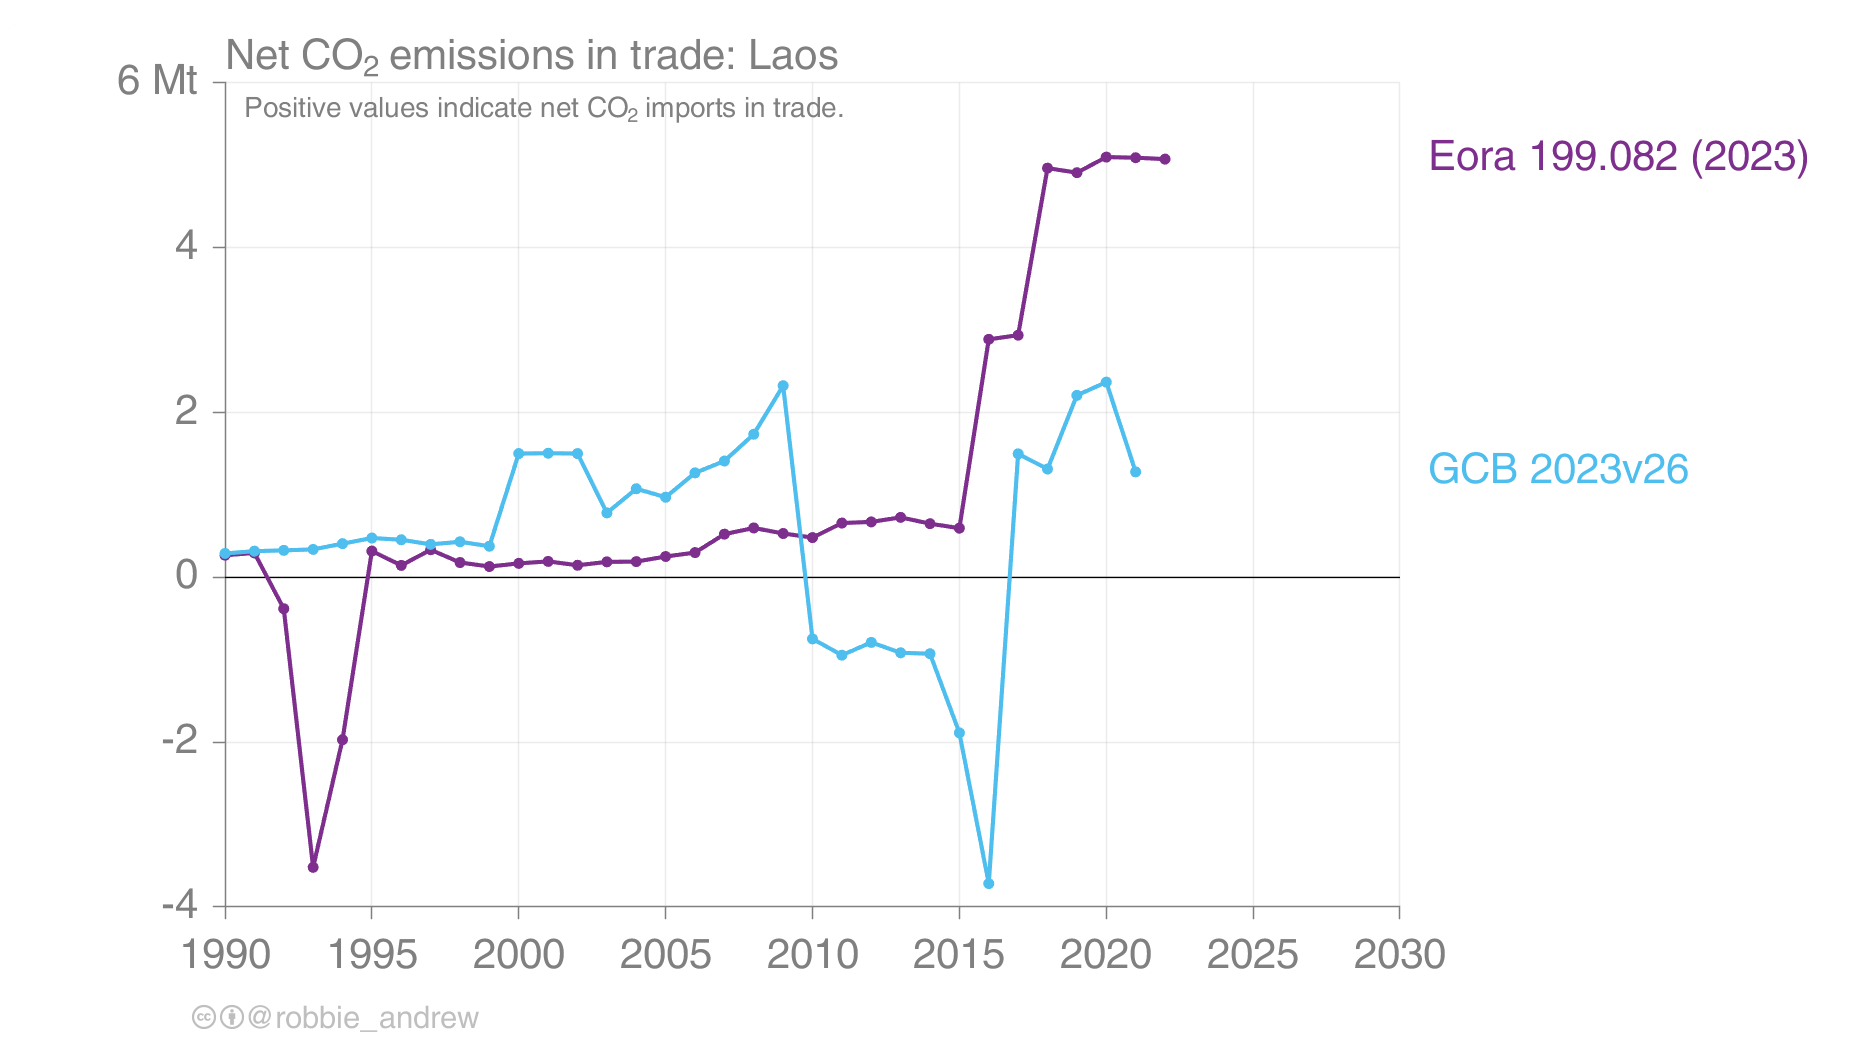 Net CO₂ emissions in trade: Laos
6 Mt
Positive values indicate net CO₂ imports in trade.
Eora 199.082 (2023)
4
2
GCB 2023v26
0
-2
-4
1990 1995 2000 2005 2010 2015 2020 2025 2030
@robbie_andrew